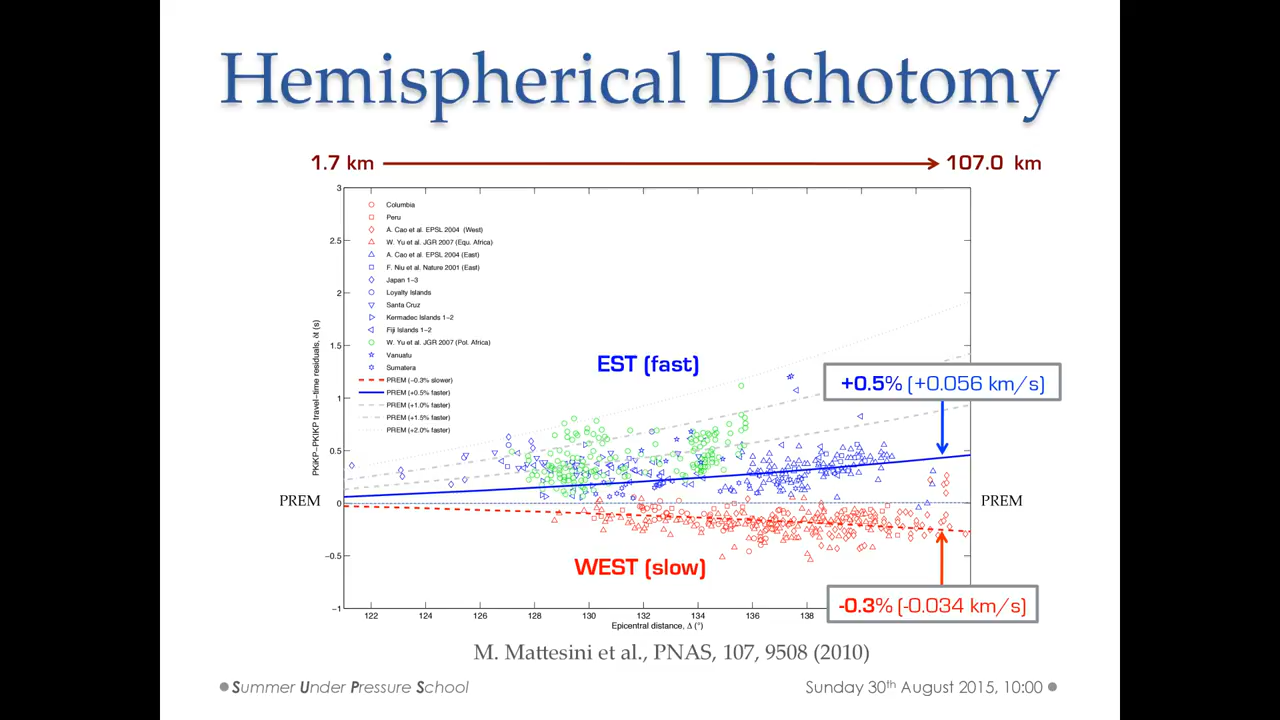 Hemispherical Dichotomy
1.7 km
107.0 km
3
2.5
2
1.5
1
0.5
0
−0.5
−1
PKiKP−PKIKP travel−time residuals, δt (s)
Columbia
Peru
A. Cao et al. EPSL 2004 (West)
W. Yu et al. JGR 2007 (Equ. Africa)
A. Cao et al. EPSL 2004 (East)
F. Niu et al. Nature 2001 (East)
Japan 1−3
Loyalty Islands
Santa Cruz
Kermadec Islands 1−2
Fiji Islands 1−2
W. Yu et al. JGR 2007 (Pol. Africa)
Vanuatu
Sumatera
PREM (−0.3% slower)
PREM (+0.5% faster)
PREM (+1.0% faster)
PREM (+1.5% faster)
PREM (+2.0% faster)
EST (fast)
+0.5% (+0.056 km/s)
PREM
PREM
WEST (slow)
-0.3% (-0.034 km/s)
122 124 126 128 130 132 134 136 138
Epicentral distance, Δ (°)
M. Mattesini et al., PNAS, 107, 9508 (2010)
Summer Under Pressure School
Sunday 30th August 2015, 10:00